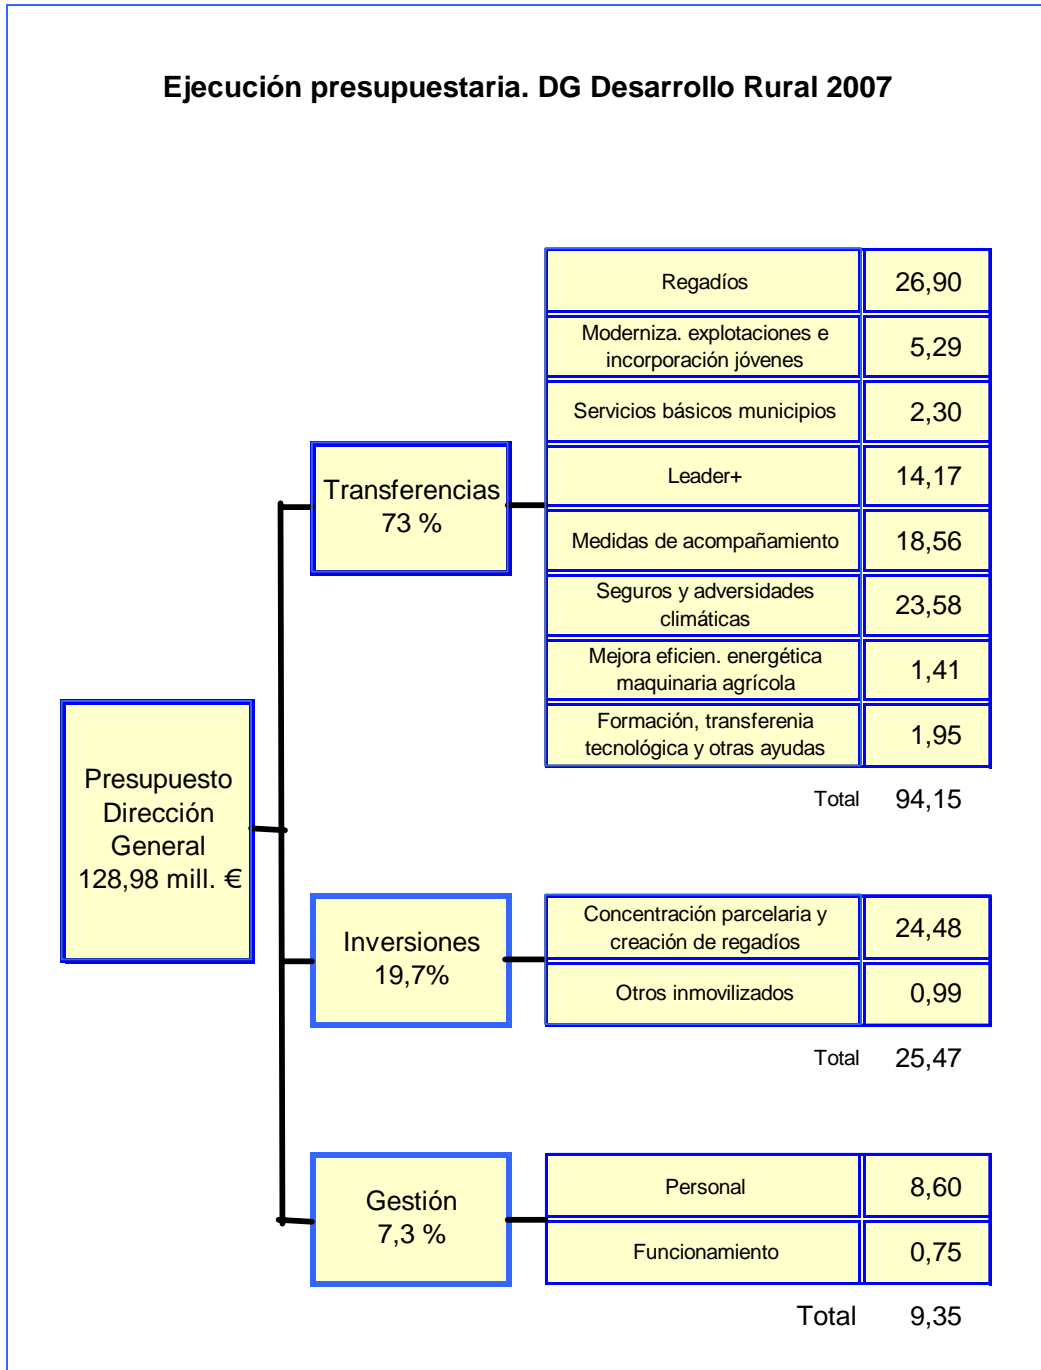 Ejecución presupuestaria. DG Desarrollo Rural 2007
Regadíos 26,90
Moderniza. explotaciones e
incorporación jóvenes 5,29
Servicios básicos municipios 2,30
Leader+ 14,17
Medidas de acompañamiento 18,56
Seguros y adversidades
climáticas 23,58
Mejora eficien. energética
maquinaria agrícola 1,41
Formación, transferenia
tecnológica y otras ayudas 1,95
Total 94,15
Transferencias
73 %
Presupuesto
Dirección
General
128,98 mill. €
Inversiones
19,7%
Concentración parcelaria y
creación de regadíos 24,48
Otros inmovilizados 0,99
Total 25,47
Gestión
7,3 %
Personal 8,60
Funcionamiento 0,75
Total 9,35